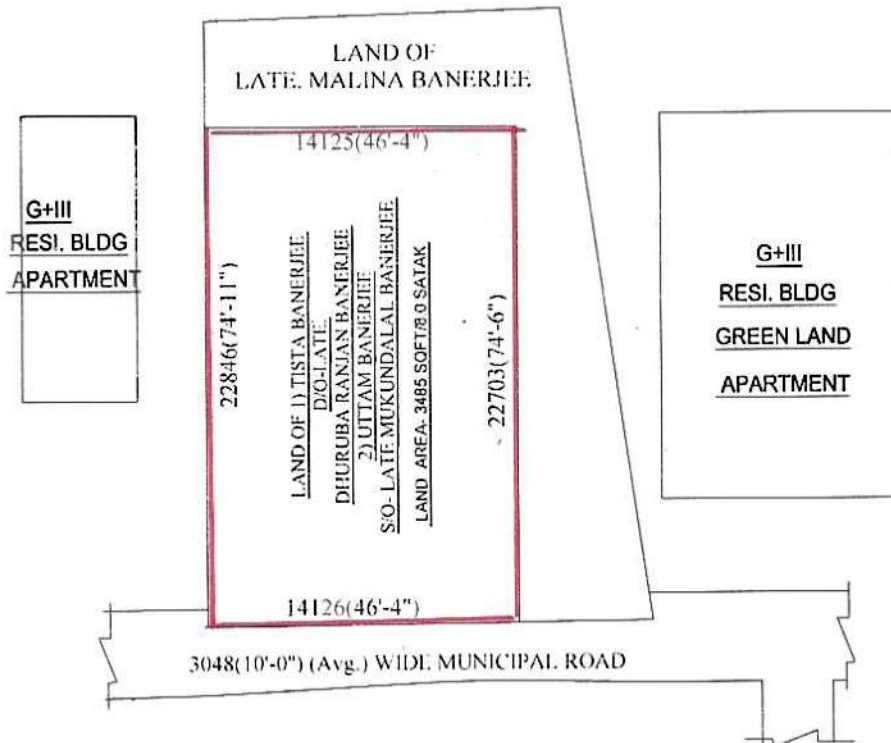 LAND OF
LATE. MALINA BANERJEE
14125(46'-4")
G+III
RESI. BLDG
APARTMENT
22846(74'-11")
LAND OF 1) TISTA BANERJEE
D/O-LATE.
DHURUBA RANJAN BANERJEE
2) UTTAM BANERJEE
S/O- LATE MUKUNDALAL BANERJEE
LAND AREA- 3485 SQFT/8.0 SATAK
22703(74'-6")
G+III
RESI. BLDG
GREEN LAND
APARTMENT
14126(46'-4")
3048(10'-0") (Avg.) WIDE MUNICIPAL ROAD